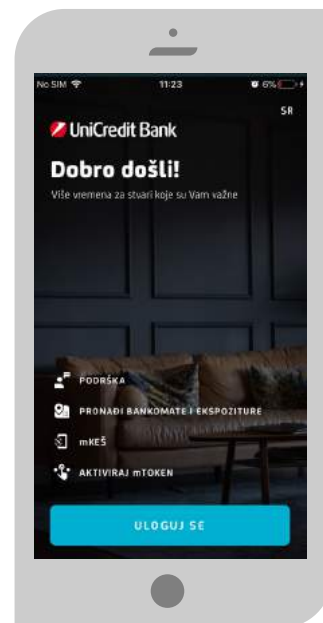 No SIM 11:23 6%
SR
UniCredit Bank
Dobro došli!
Više vremena za stvari koje su Vam važne
PODRŠKA
PRONAĐI BANKOMATE I EKSPOZITURE
mKEŠ
AKTIVIRAJ mTOKEN
ULOGUJ SE